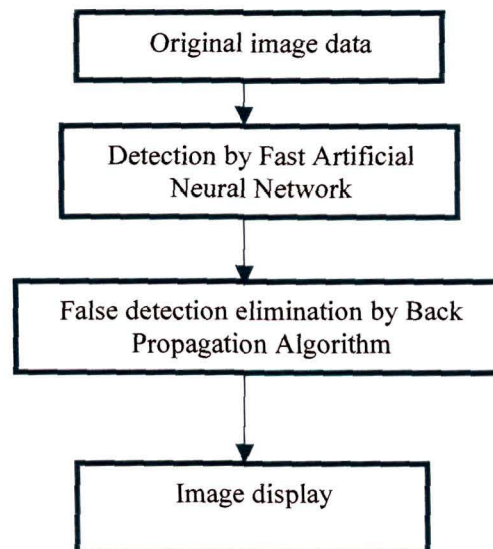 Original image data
Detection by Fast Artificial
Neural Network
False detection elimination by Back
Propagation Algorithm
Image display